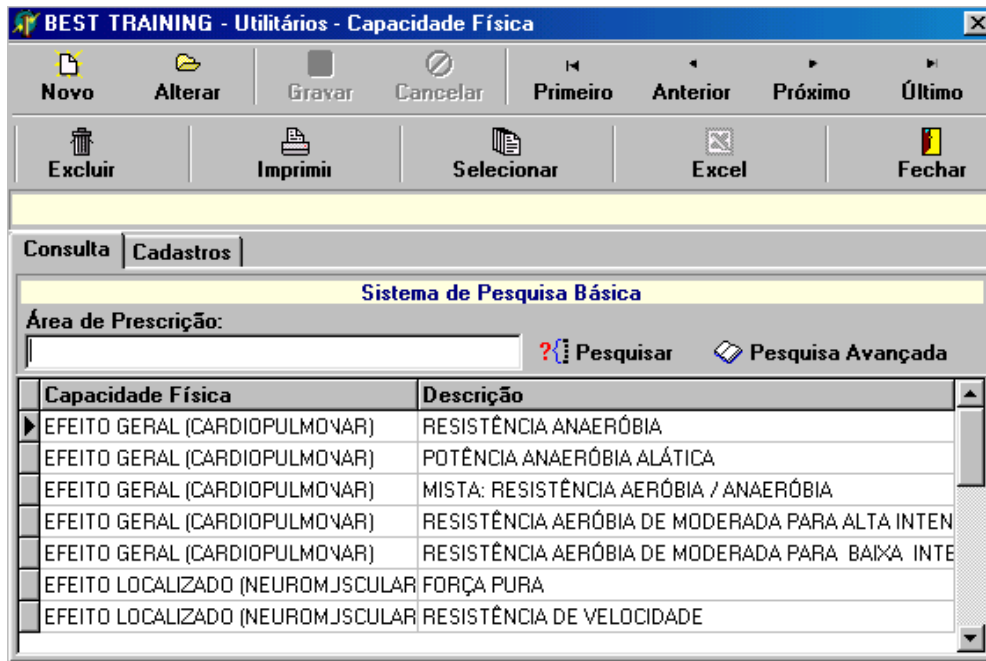 BEST TRAINING - Utilitários - Capacidade Física
Novo Alterar Gravar Cancelar Primeiro Anterior Próximo Último
Excluir Imprimir Selecionar Excel Fechar
Consulta Cadastros
Sistema de Pesquisa Básica
Área de Prescrição:
Pesquisar Pesquisa Avançada
Capacidade Física Descrição
EFEITO GERAL (CARDIOPULMONAR) RESISTÊNCIA ANAERÓBIA
EFEITO GERAL (CARDIOPULMONAR) POTÊNCIA ANAERÓBIA ALÁTICA
EFEITO GERAL (CARDIOPULMONAR) MISTA: RESISTÊNCIA AERÓBIA / ANAERÓBIA
EFEITO GERAL (CARDIOPULMONAR) RESISTÊNCIA AERÓBIA DE MODERADA PARA ALTA INTEN
EFEITO GERAL (CARDIOPULMONAR) RESISTÊNCIA AERÓBIA DE MODERADA PARA BAIXA INTE
EFEITO LOCALIZADO (NEUROMUSCULAR FORÇA PURA
EFEITO LOCALIZADO (NEUROMUSCULAR RESISTÊNCIA DE VELOCIDADE